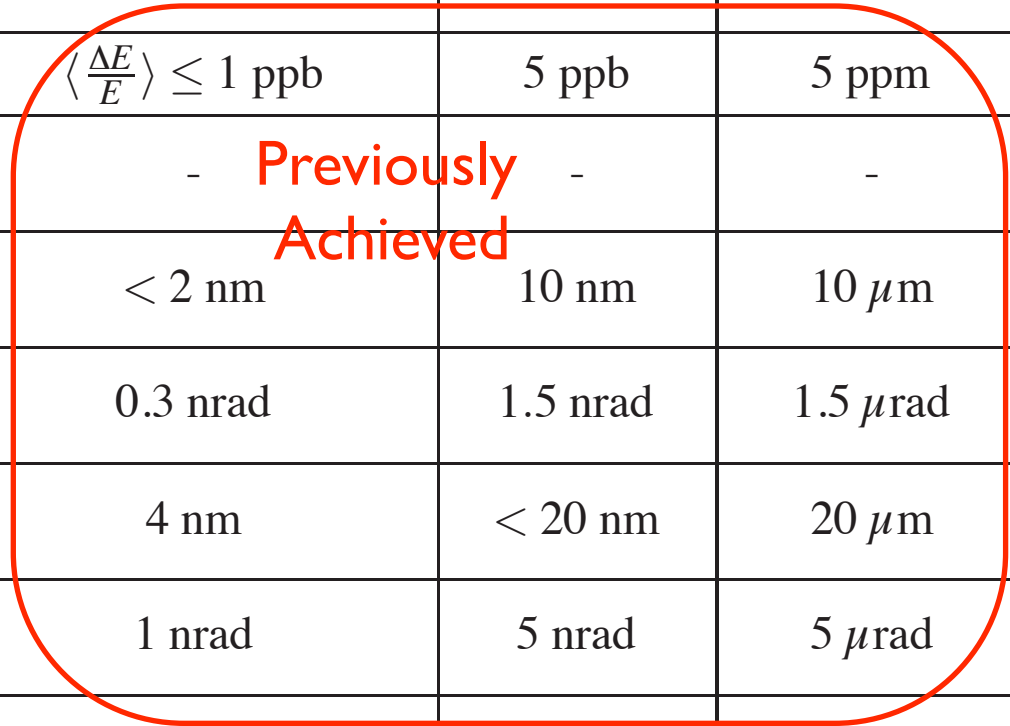 ⟨ΔE/E⟩ ≤ 1 ppb 5 ppb 5 ppm
- Previously - -
Achieved
< 2 nm 10 nm 10 μm
0.3 nrad 1.5 nrad 1.5 μrad
4 nm < 20 nm 20 μm
1 nrad 5 nrad 5 μrad